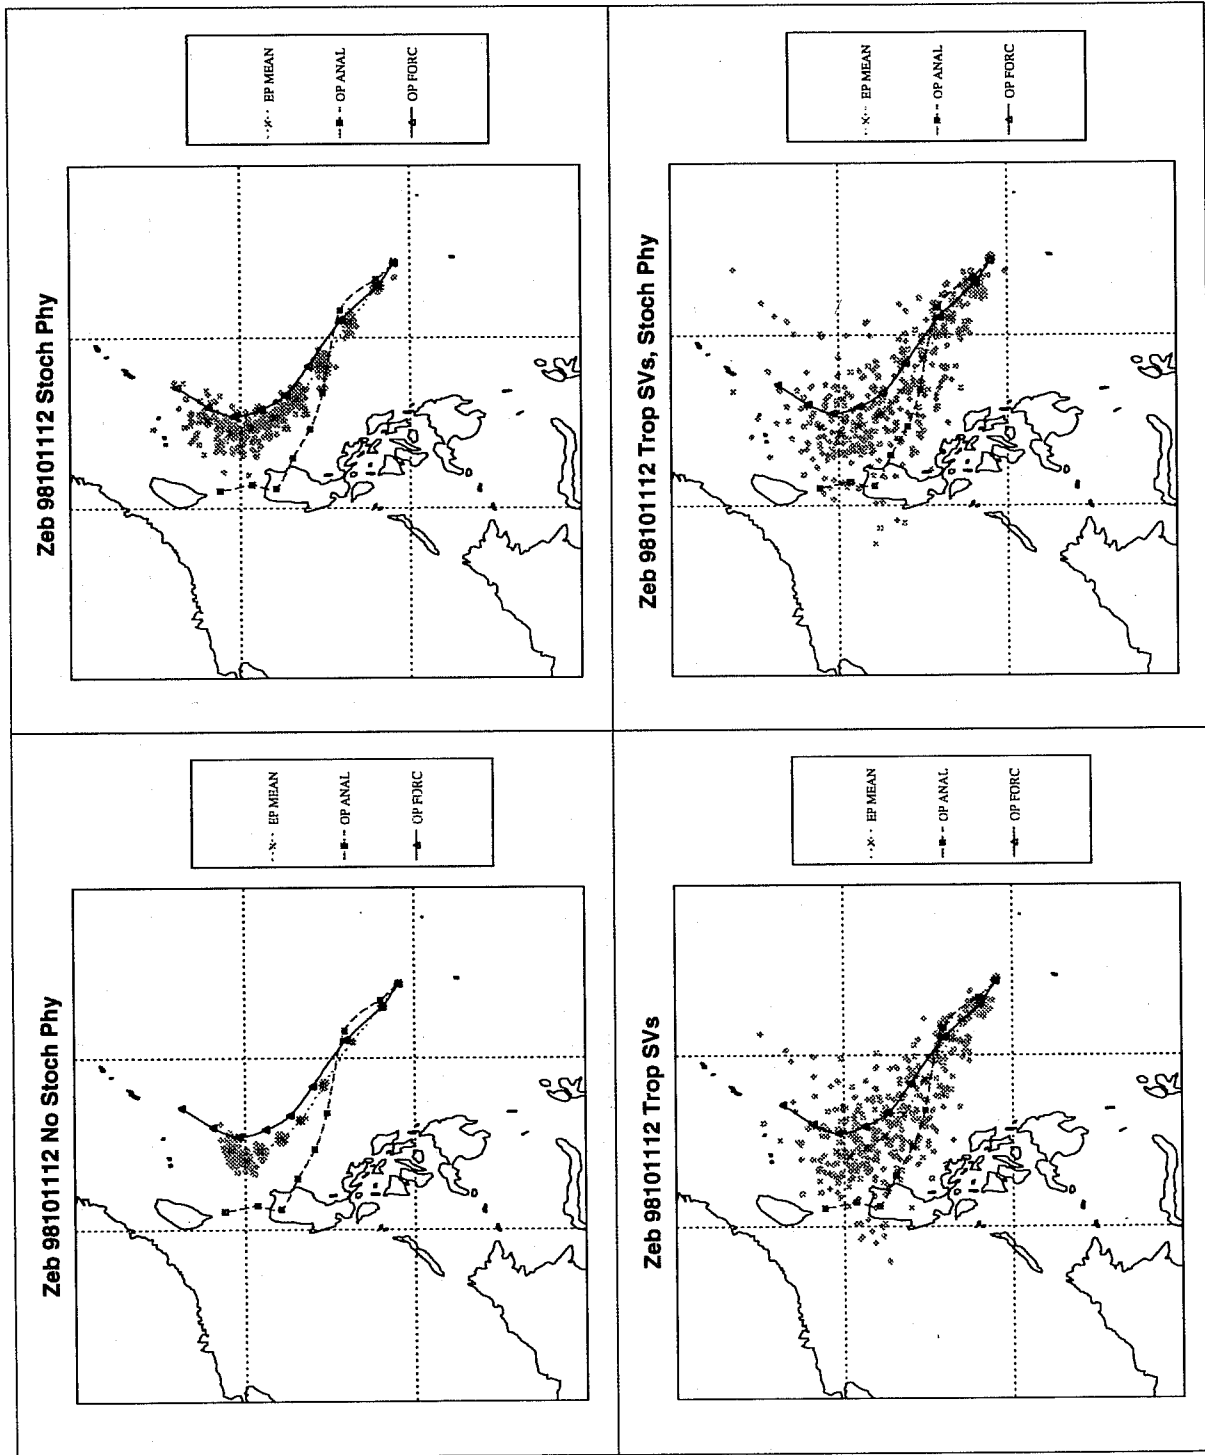 Zeb 98101112 No Stoch Phy
EP MEAN
OP ANAL
OP FORC
Zeb 98101112 Stoch Phy
EP MEAN
OP ANAL
OP FORC
Zeb 98101112 Trop SVs
EP MEAN
OP ANAL
OP FORC
Zeb 98101112 Trop SVs, Stoch Phy
EP MEAN
OP ANAL
OP FORC